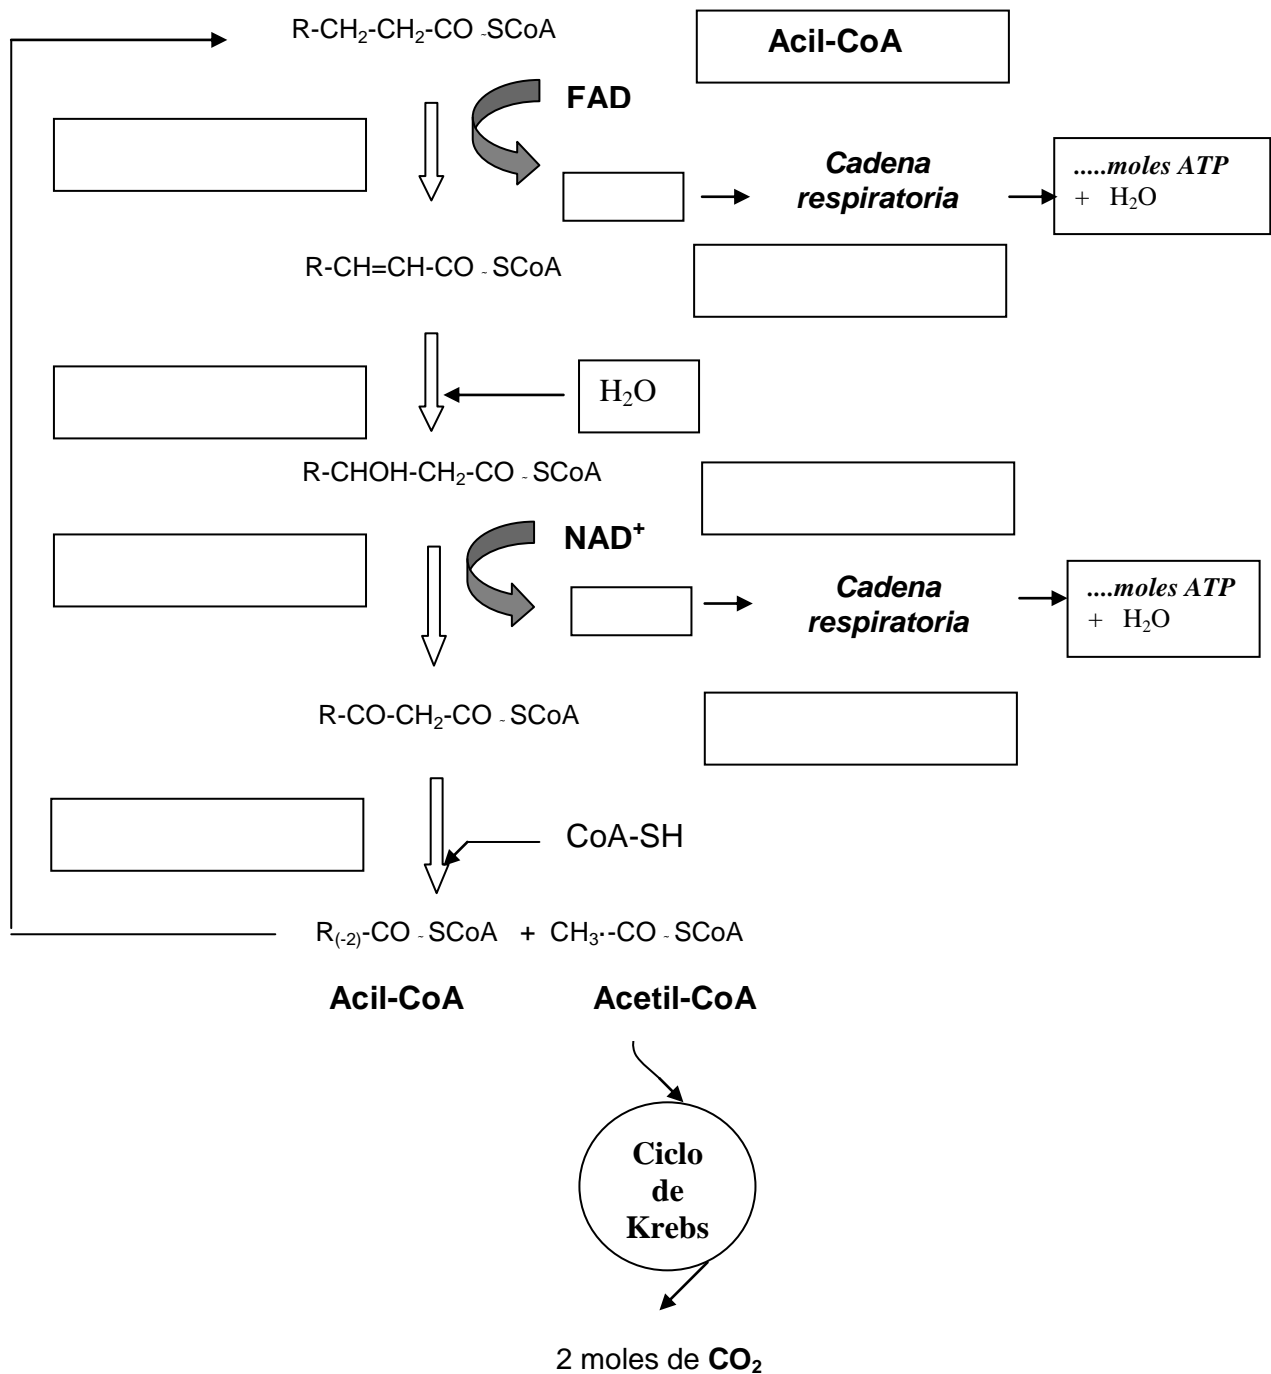 R-CH₂-CH₂-CO ~SCoA
Acil-CoA
FAD
Cadena
respiratoria
.....moles ATP
+ H₂O
R-CH=CH-CO ~ SCoA
H₂O
R-CHOH-CH₂-CO ~ SCoA
NAD⁺
Cadena
respiratoria
....moles ATP
+ H₂O
R-CO-CH₂-CO ~ SCoA
CoA-SH
R₍₋₂₎-CO ~ SCoA + CH₃·-CO ~ SCoA
Acil-CoA Acetil-CoA
Ciclo
de
Krebs
2 moles de CO₂